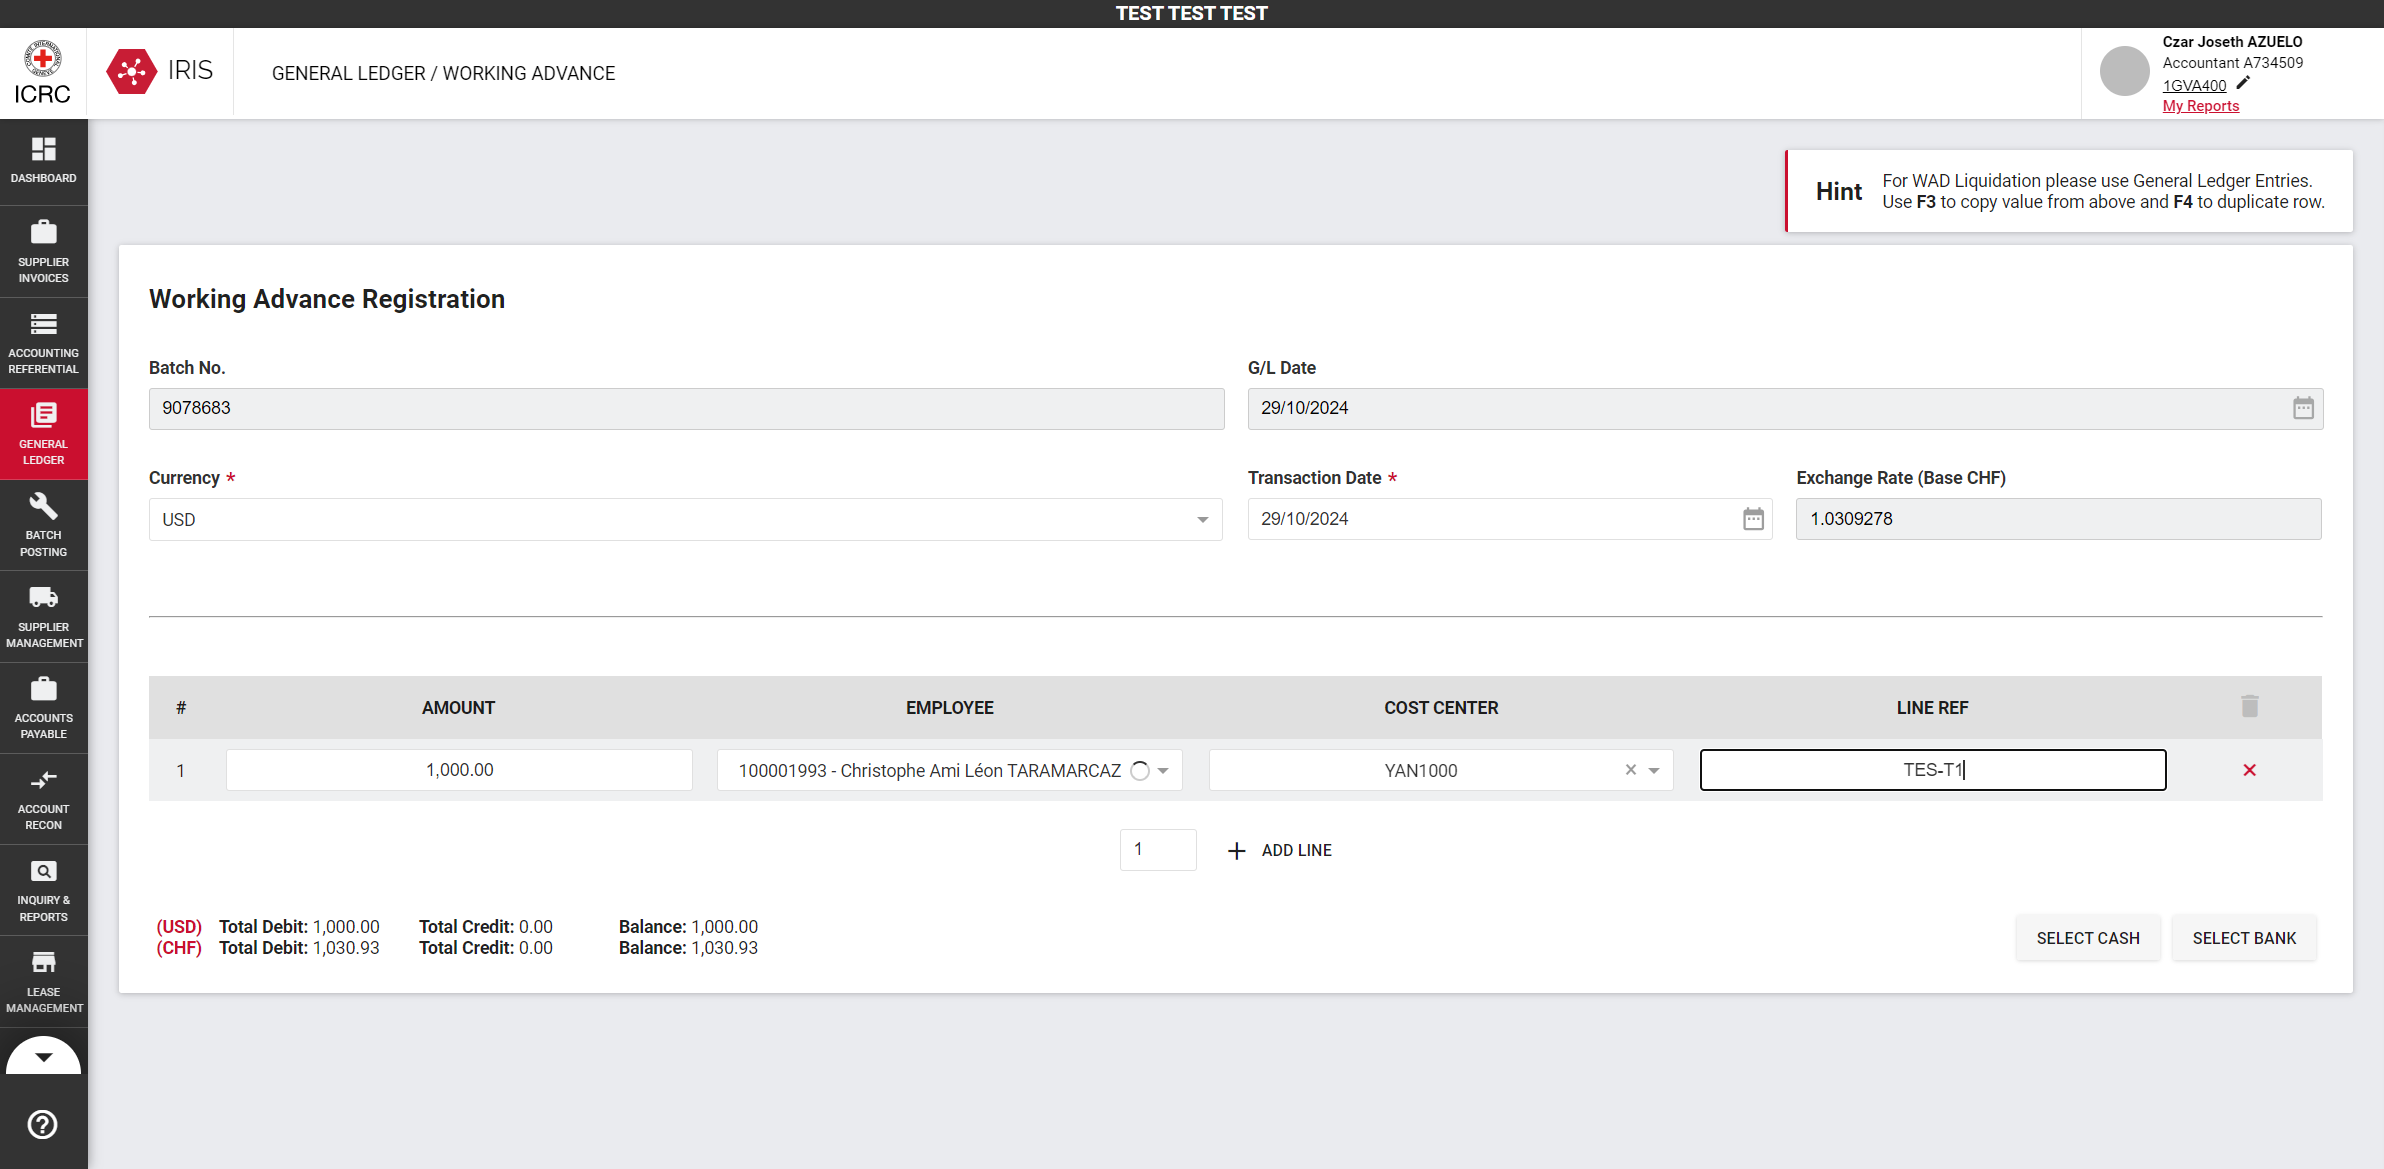 TEST TEST TEST
ICRC
IRIS
GENERAL LEDGER / WORKING ADVANCE
Czar Joseth AZUELO
Accountant A734509
1GVA400
My Reports
DASHBOARD
SUPPLIER
INVOICES
ACCOUNTING
REFERENTIAL
GENERAL
LEDGER
BATCH
POSTING
SUPPLIER
MANAGEMENT
ACCOUNTS
PAYABLE
ACCOUNT
RECON
INQUIRY &
REPORTS
LEASE
MANAGEMENT
Hint
For WAD Liquidation please use General Ledger Entries.
Use F3 to copy value from above and F4 to duplicate row.
Working Advance Registration
Batch No.
G/L Date
9078683
29/10/2024
Currency *
Transaction Date *
Exchange Rate (Base CHF)
USD
29/10/2024
1.0309278
# AMOUNT EMPLOYEE COST CENTER LINE REF
1 1,000.00 100001993 - Christophe Ami Léon TARAMARCAZ YAN1000 × TES-T1
1 + ADD LINE
(USD) Total Debit: 1,000.00 Total Credit: 0.00 Balance: 1,000.00
(CHF) Total Debit: 1,030.93 Total Credit: 0.00 Balance: 1,030.93
SELECT CASH SELECT BANK